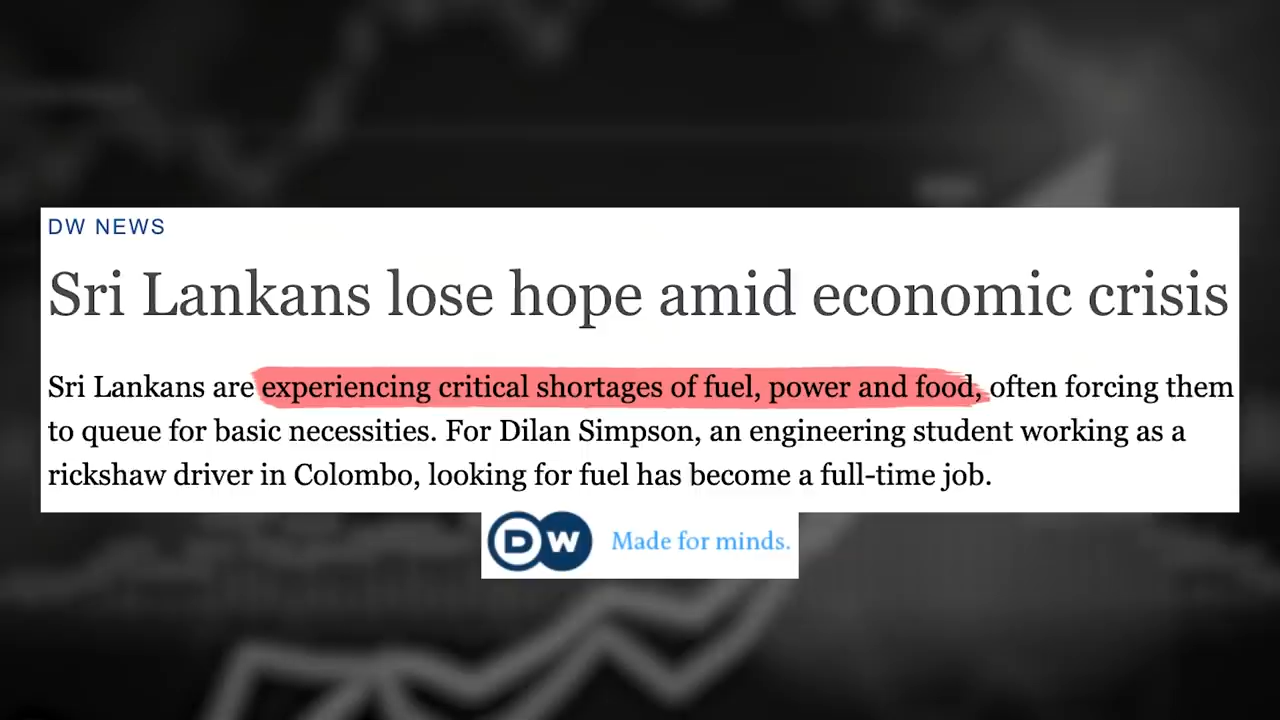 DW NEWS
Sri Lankans lose hope amid economic crisis
Sri Lankans are experiencing critical shortages of fuel, power and food, often forcing them
to queue for basic necessities. For Dilan Simpson, an engineering student working as a
rickshaw driver in Colombo, looking for fuel has become a full-time job.
DW Made for minds.